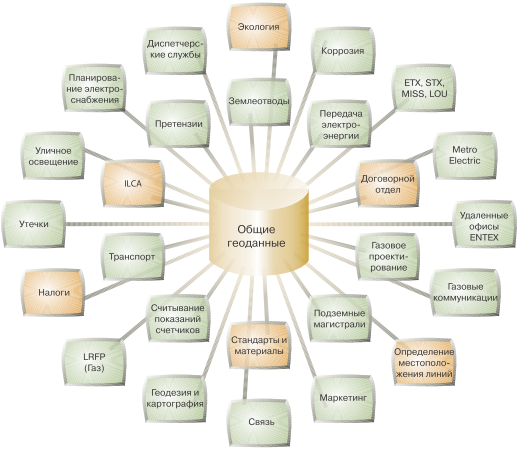 Экология
Диспетчерс-
кие службы
Коррозия
Планирова-
ние электро-
снабжения
ETX, STX,
MISS, LOU
Землеотводы
Претензии
Передача
электро-
энергии
Уличное
освещение
Metro
Electric
ILCA
Договорной
отдел
Утечки
Общие
геоданные
Удаленные
офисы
ENTEX
Транспорт
Газовое
проекти-
рование
Налоги
Газовые
коммуникации
Считывание
показаний
счетчиков
Подземные
магистрали
Стандарты и
материалы
LRFP
(Газ)
Определение
местополо-
жения линий
Геодезия и
картография
Маркетинг
Связь